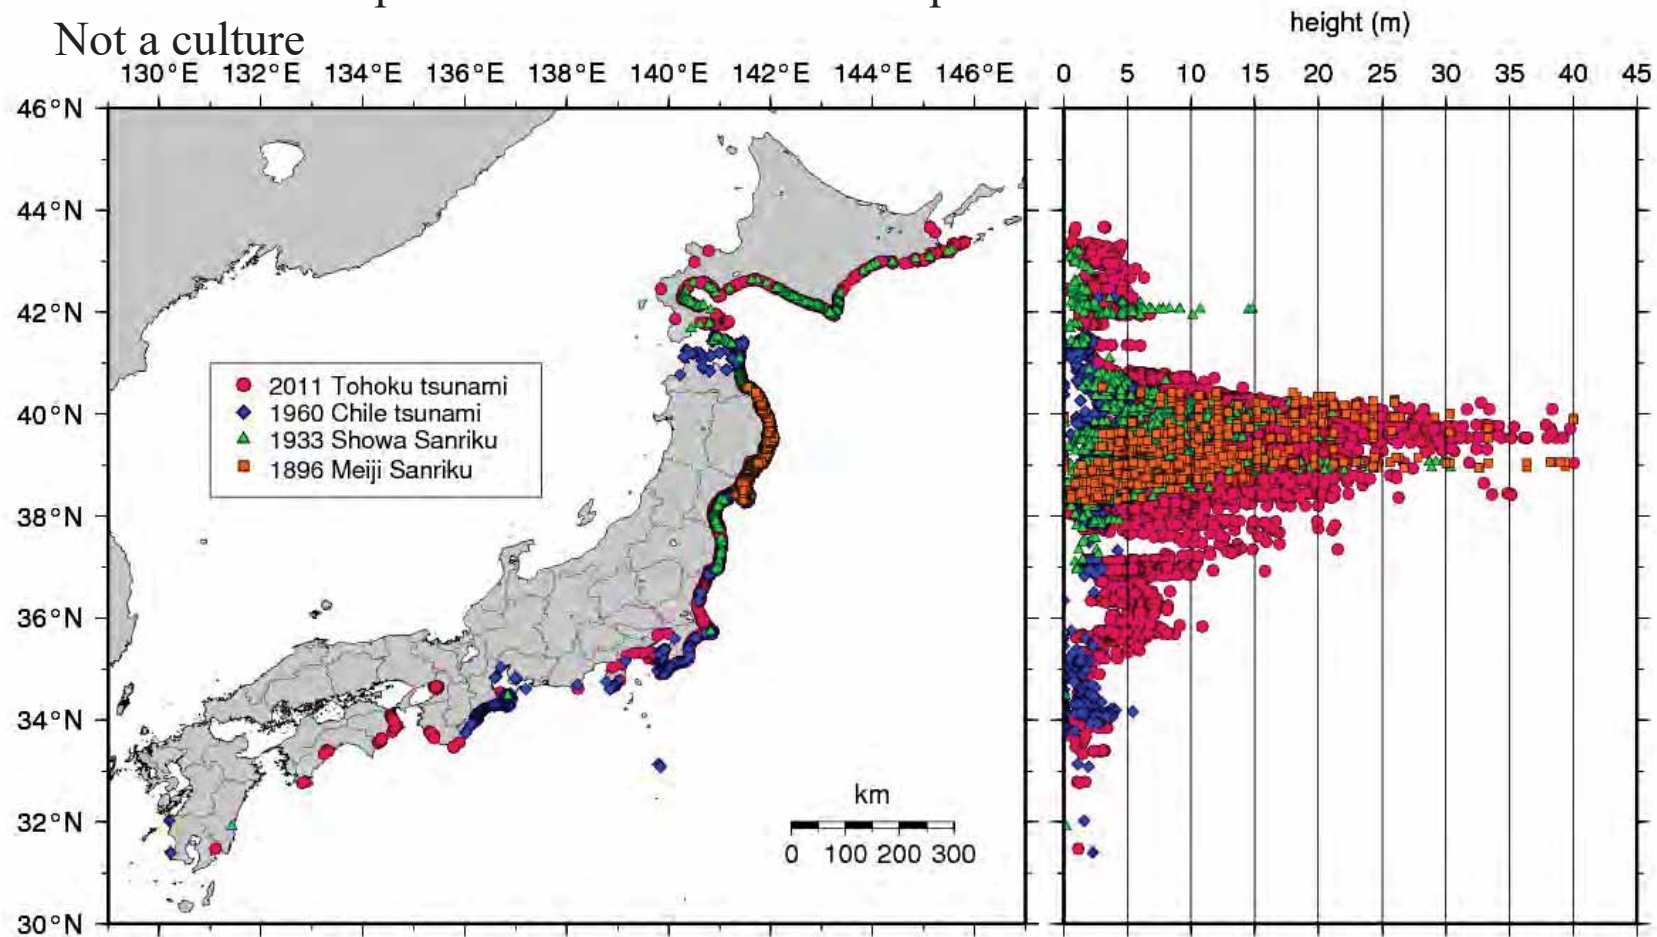 Not a culture
height (m)
130°E 132°E 134°E 136°E 138°E 140°E 142°E 144°E 146°E
0 5 10 15 20 25 30 35 40 45
46°N
44°N
42°N
2011 Tohoku tsunami
1960 Chile tsunami
1933 Showa Sanriku
1896 Meiji Sanriku
40°N
38°N
36°N
34°N
km
0 100 200 300
32°N
30°N